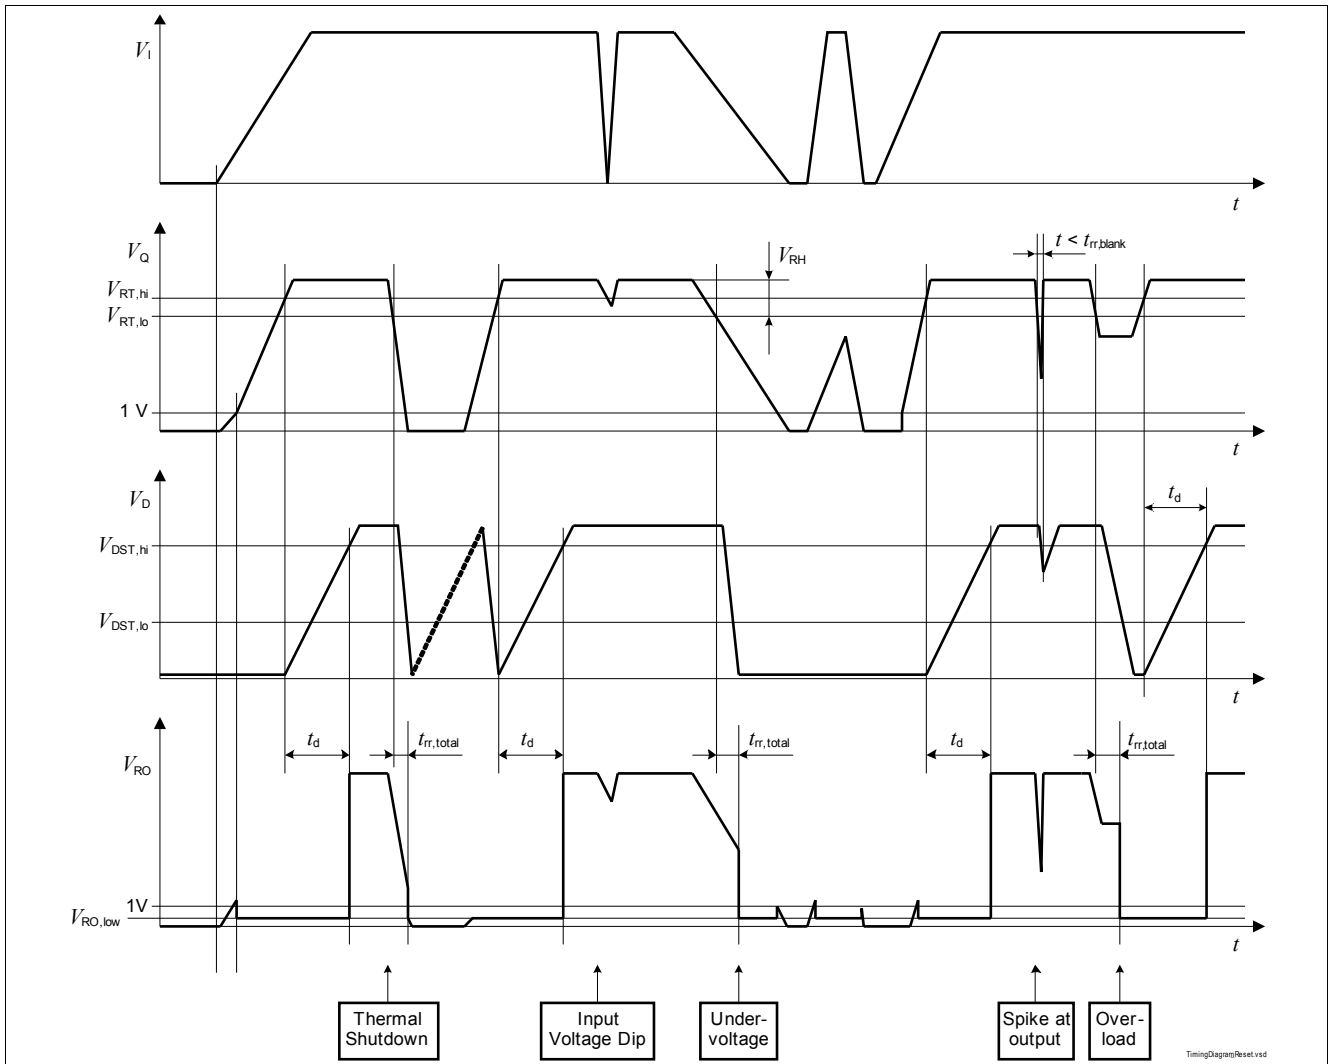 V_I
t
V_Q
V_RT,hi
V_RT,lo
1 V
V_RH
t < t_rr,blank
t
V_D
V_DST,hi
V_DST,lo
t_d
t
V_RO
1V
V_RO,low
t_d
t_rr,total
t_d
t_rr,total
t_d
t_rr,total
t
Thermal
Shutdown
Input
Voltage Dip
Under-
voltage
Spike at
output
Over-
load
TimingDiagramReset.vsd